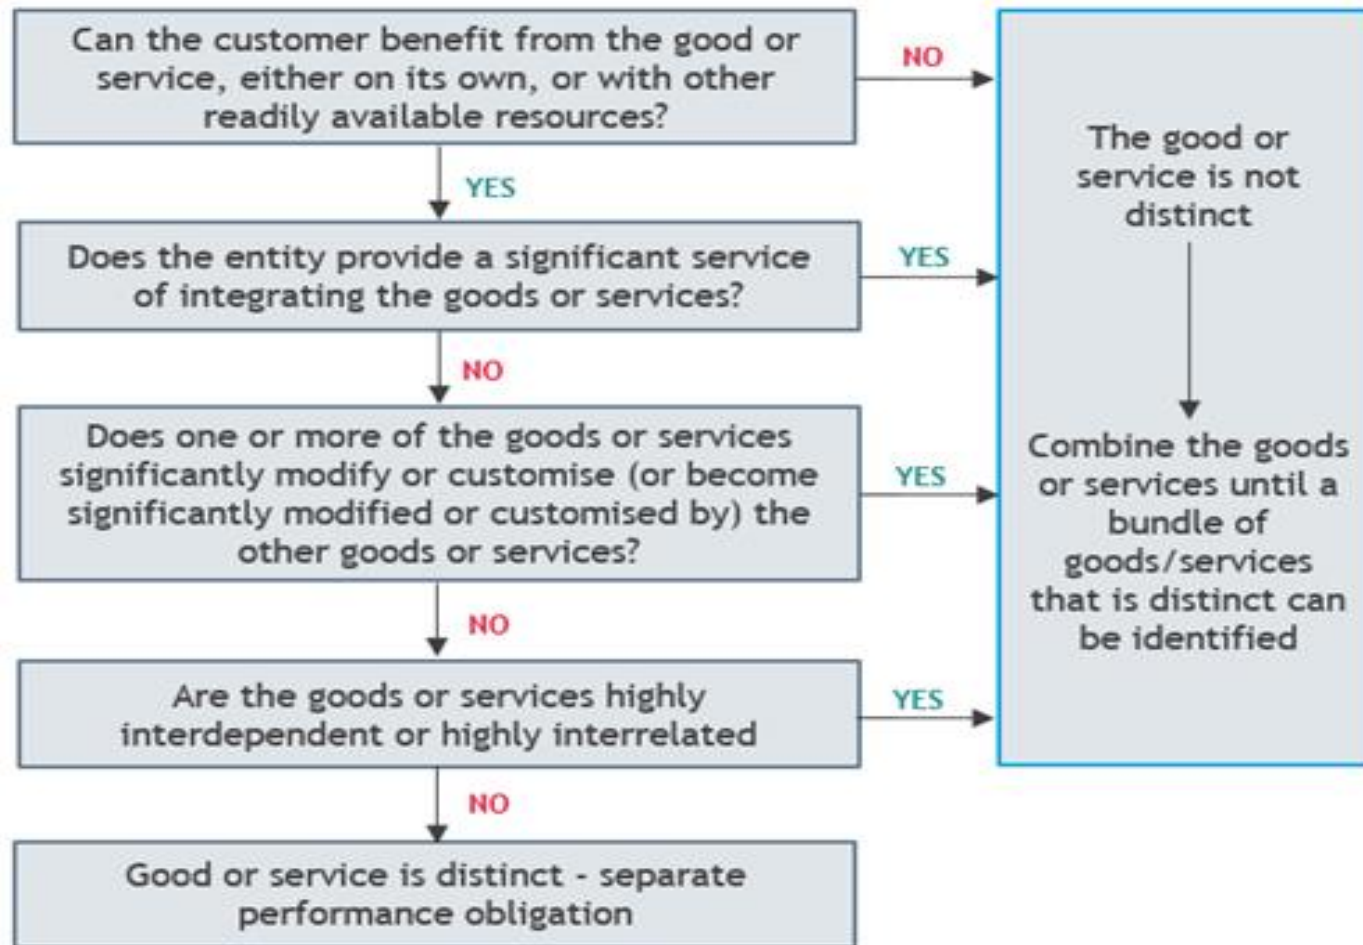 Can the customer benefit from the good or
service, either on its own, or with other
readily available resources?
NO
YES
The good or
service is not
distinct
Does the entity provide a significant service
of integrating the goods or services?
YES
NO
Does one or more of the goods or services
significantly modify or customise (or become
significantly modified or customised by) the
other goods or services?
YES
Combine the goods
or services until a
bundle of
goods/services
that is distinct can
be identified
NO
Are the goods or services highly
interdependent or highly interrelated
YES
NO
Good or service is distinct - separate
performance obligation